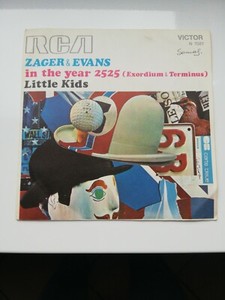 RCA
VICTOR
ZAGER & EVANS
in the year 2525 (Exordium & Terminus)
Little Kids